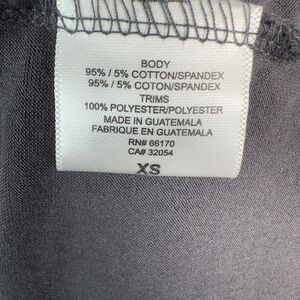 BODY
95% / 5% COTTON/SPANDEX
95% / 5% COTTON/SPANDEX
TRIMS
100% POLYESTER/POLYESTER
MADE IN GUATEMALA
FABRIQUE EN GUATEMALA
RN# 66170
CA# 32054
XS